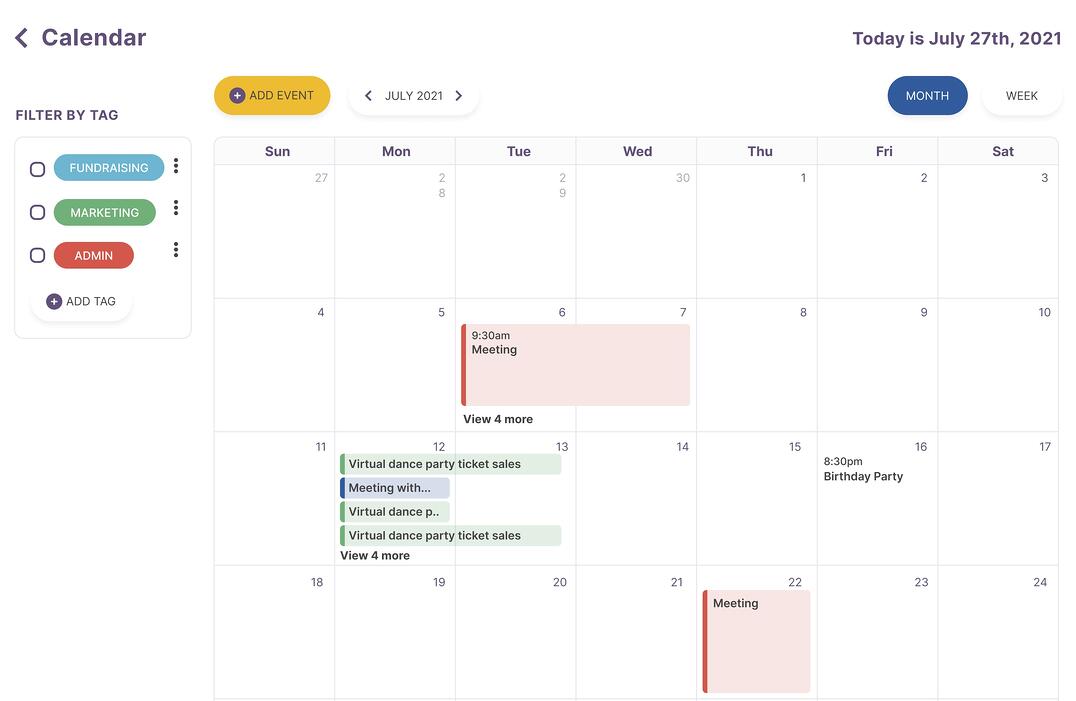 Calendar
Today is July 27th, 2021
FILTER BY TAG
FUNDRAISING
MARKETING
ADMIN
ADD TAG
ADD EVENT
JULY 2021
MONTH
WEEK
Sun Mon Tue Wed Thu Fri Sat
27 2 2 30 1 2 3
8 9
4 5 6 7 8 9 10
9:30am
Meeting
View 4 more
11 12 13 14 15 16 17
Virtual dance party ticket sales
Meeting with...
Virtual dance p..
Virtual dance party ticket sales
View 4 more
8:30pm
Birthday Party
18 19 20 21 22 23 24
Meeting